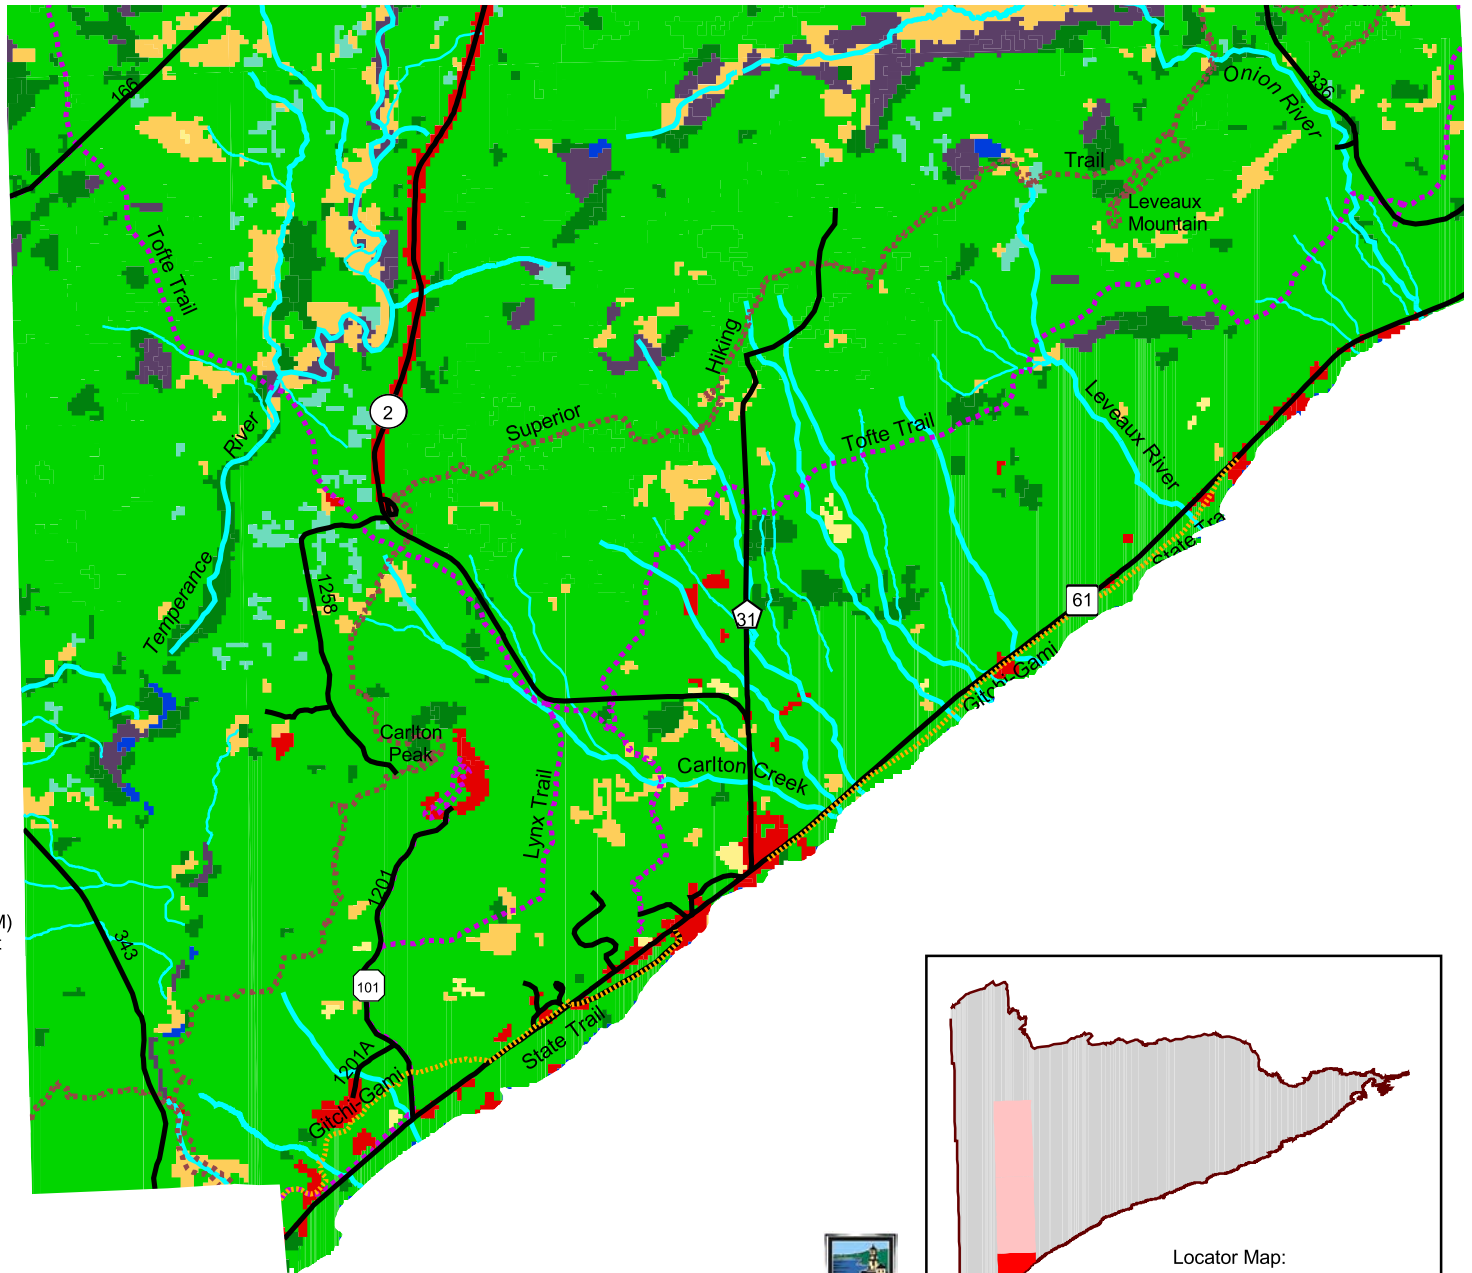 166
Onion River
336
Trail
Leveaux
Mountain
Tofte Trail
Hiking
2
Superior
River
Tofte Trail
Leveaux River
State Tra
Temperance
1258
31
61
Gitchi-Gami
Carlton
Peak
Carlton Creek
Lynx Trail
1201
M)
343
101
State Trail
1201A
Gitchi-Gami
Locator Map: